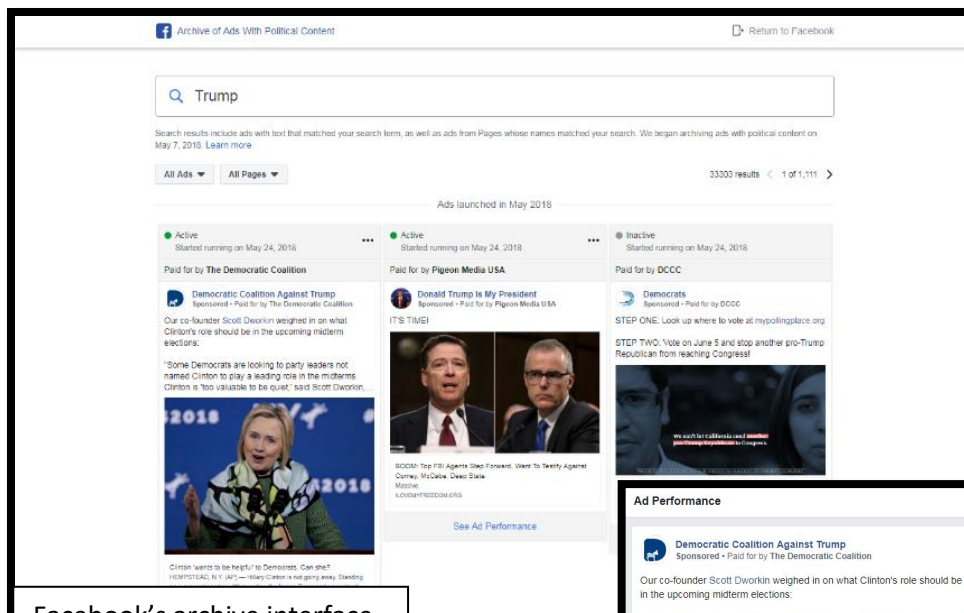 Archive of Ads With Political Content
Return to Facebook
Trump
Search results include ads with text that matched your search term, as well as ads from Pages whose names matched your search. We began archiving ads with political content on
May 7, 2018. Learn more
All Ads
All Pages
33303 results
1 of 1,111
Ads launched in May 2018
Active
Started running on May 24, 2018
Paid for by The Democratic Coalition
Democratic Coalition Against Trump
Sponsored • Paid for by The Democratic Coalition
Our co-founder Scott Dworkin weighed in on what
Clinton's role should be in the upcoming midterm
elections:
"Some Democrats are looking to party leaders not
named Clinton to play a leading role in the midterms.
Clinton is 'too valuable to be quiet,' said Scott Dworkin,...
2018
2018
Clinton 'wants to be helpful' to Democrats. Can she?
HEMPSTEAD, N.Y. (AP) — Hillary Clinton is not going away. Standing
Active
Started running on May 24, 2018
Paid for by Pigeon Media USA
Donald Trump Is My President
Sponsored • Paid for by Pigeon Media USA
IT'S TIME!
BOOM: Top FBI Agents Step Forward, Want To Testify Against
Comey, McCabe, Deep State
Massive.
ILOVEMYFREEDOM.ORG
See Ad Performance
Inactive
Started running on May 24, 2018
Paid for by DCCC
Democrats
Sponsored • Paid for by DCCC
STEP ONE: Look up where to vote at mypollingplace.org
STEP TWO: Vote on June 5 and stop another pro-Trump
Republican from reaching Congress!
We can't let California send another
pro-Trump Republican to Congress.
Facebook's archive interface
Ad Performance
Democratic Coalition Against Trump
Sponsored • Paid for by The Democratic Coalition
Our co-founder Scott Dworkin weighed in on what Clinton's role should be
in the upcoming midterm elections: